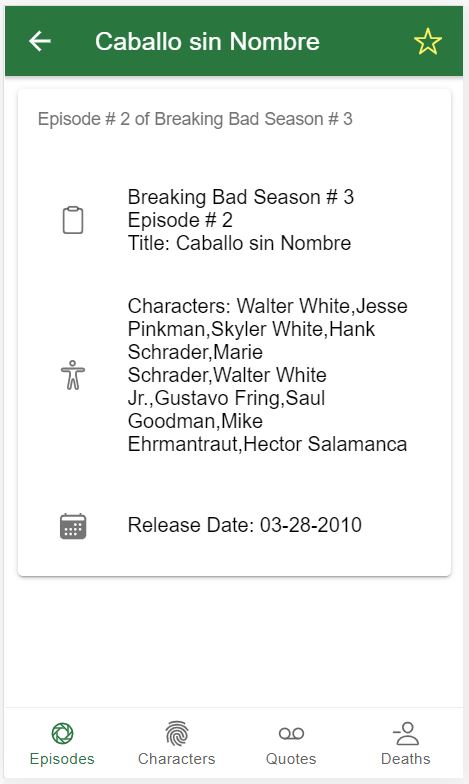 Caballo sin Nombre
Episode # 2 of Breaking Bad Season # 3
Breaking Bad Season # 3
Episode # 2
Title: Caballo sin Nombre
Characters: Walter White,Jesse
Pinkman,Skyler White,Hank
Schrader,Marie
Schrader,Walter White
Jr.,Gustavo Fring,Saul
Goodman,Mike
Ehrmantraut,Hector Salamanca
Release Date: 03-28-2010
Episodes
Characters
Quotes
Deaths